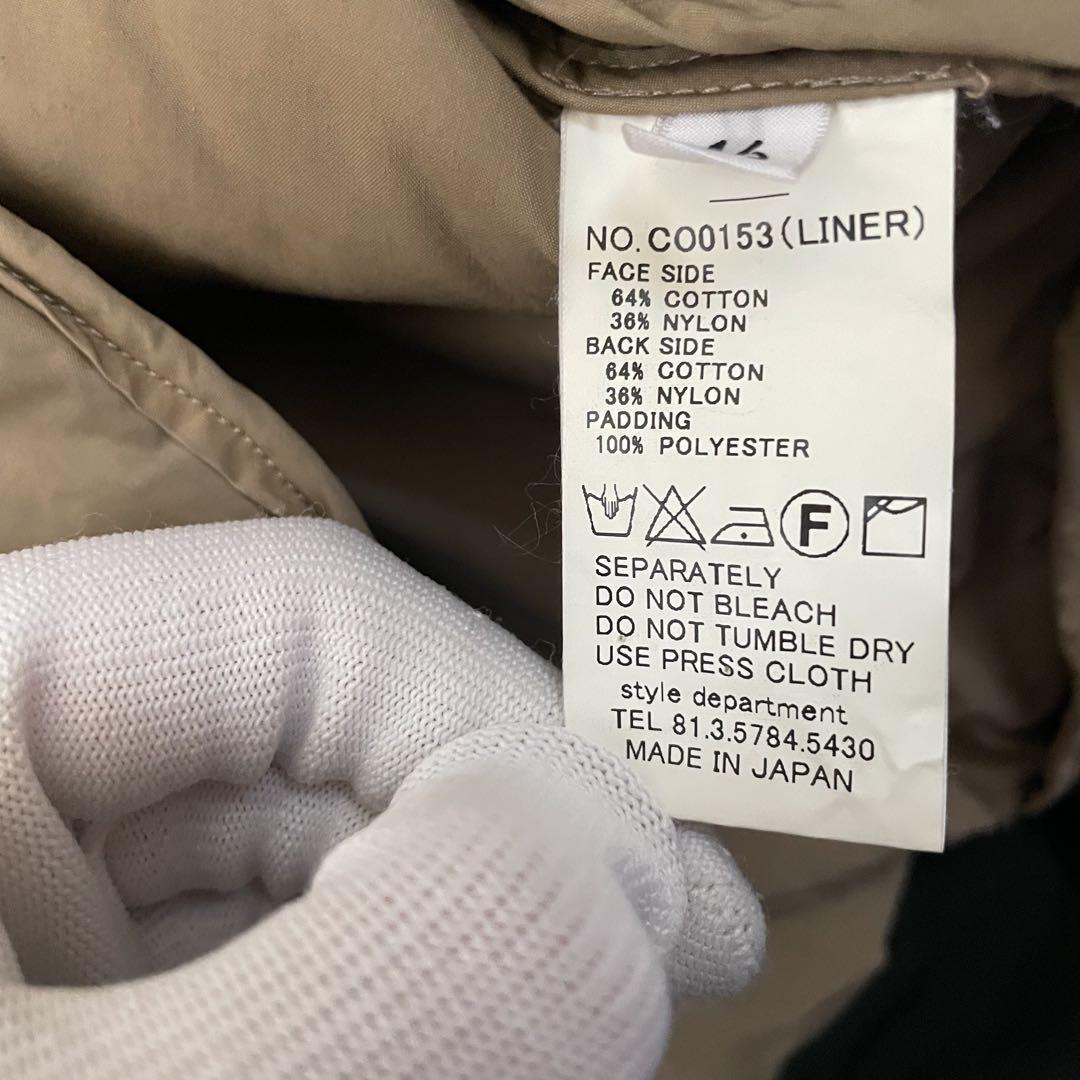 NO. CO0153 (LINER)
FACE SIDE
64% COTTON
36% NYLON
BACK SIDE
64% COTTON
36% NYLON
PADDING
100% POLYESTER
F
SEPARATELY
DO NOT BLEACH
DO NOT TUMBLE DRY
USE PRESS CLOTH
style department
TEL 81.3.5784.5430
MADE IN JAPAN